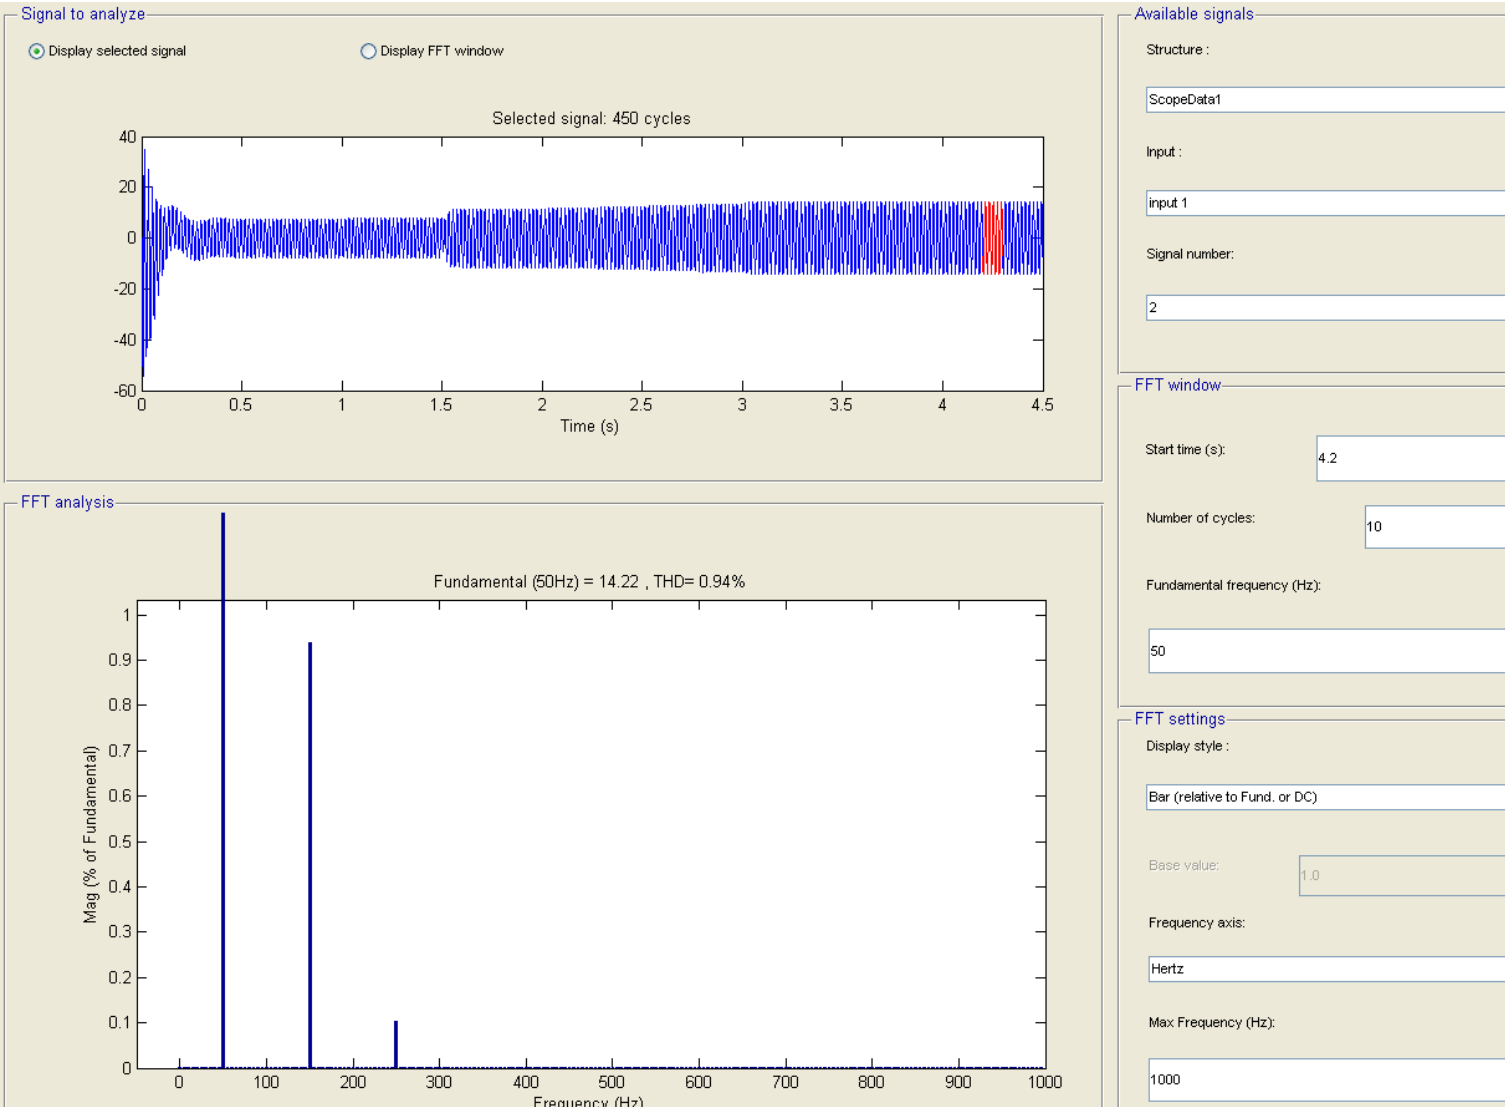 Signal to analyze
Display selected signal
Display FFT window
Selected signal: 450 cycles
40
20
0
-20
-40
-60
0 0.5 1 1.5 2 2.5 3 3.5 4 4.5
Time (s)
FFT analysis
Fundamental (50Hz) = 14.22 , THD= 0.94%
1
0.9
0.8
0.7
0.6
0.5
0.4
0.3
0.2
0.1
0
Mag (% of Fundamental)
0 100 200 300 400 500 600 700 800 900 1000
Frequency (Hz)
Available signals
Structure :
ScopeData1
Input :
input 1
Signal number:
2
FFT window
Start time (s):
4.2
Number of cycles:
10
Fundamental frequency (Hz):
50
FFT settings
Display style :
Bar (relative to Fund. or DC)
Base value:
1.0
Frequency axis:
Hertz
Max Frequency (Hz):
1000